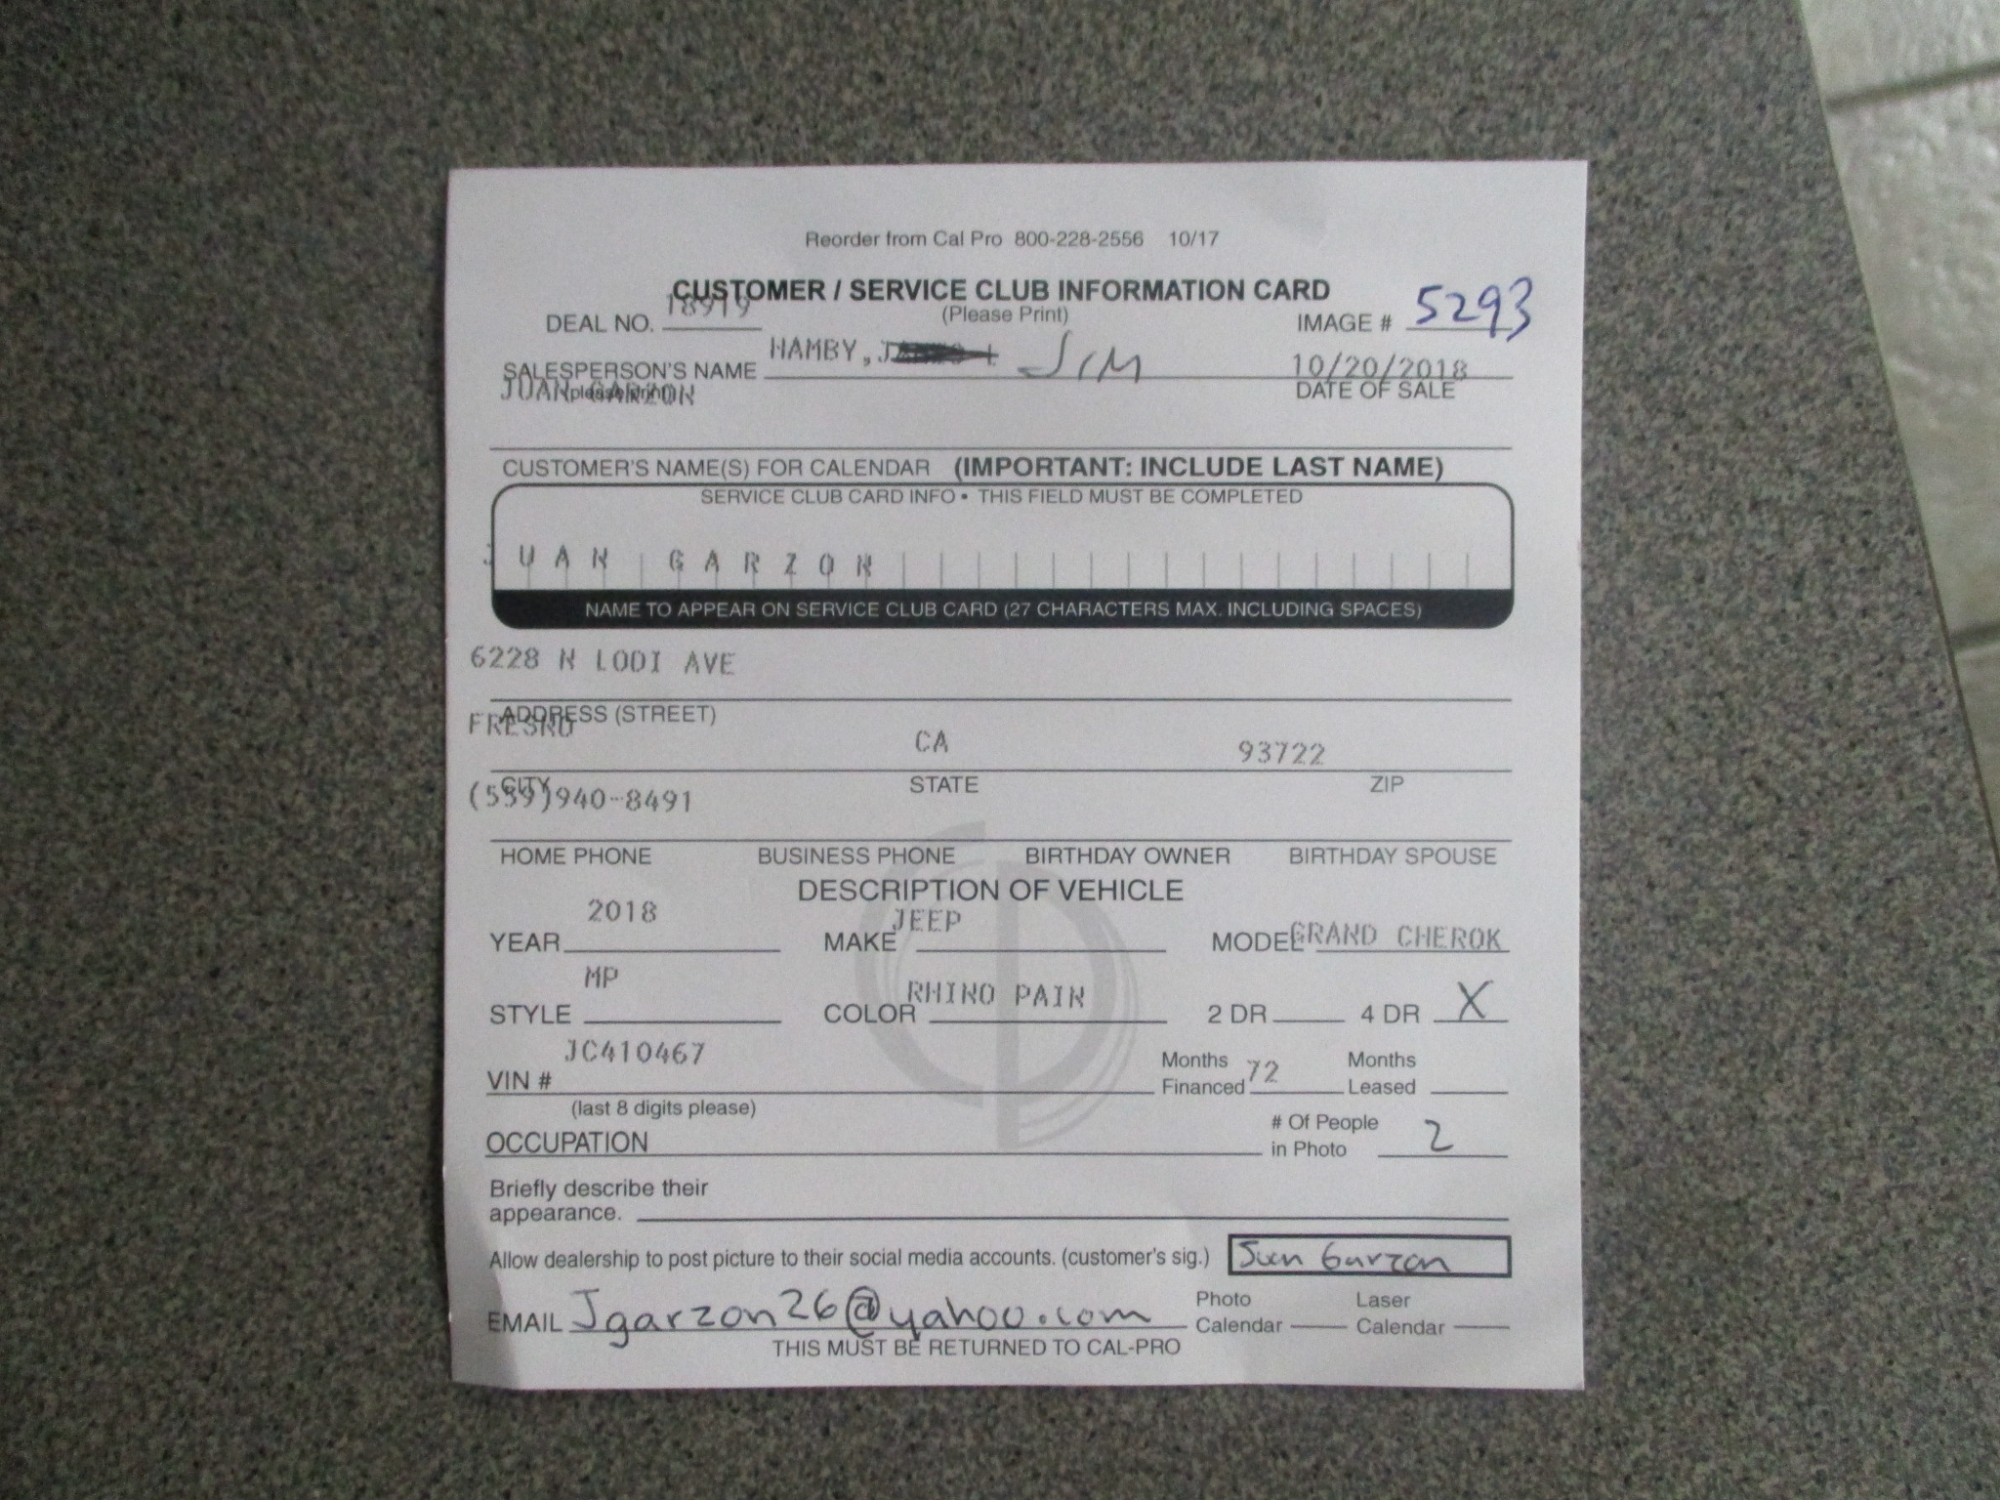 Reorder from Cal Pro 800-228-2556 10/17
CUSTOMER / SERVICE CLUB INFORMATION CARD
(Please Print)
DEAL NO. 18919
IMAGE # 5293
SALESPERSON'S NAME HAMBY, Jim
10/20/2018
(please print)
JUAN GARZON
DATE OF SALE
CUSTOMER'S NAME(S) FOR CALENDAR (IMPORTANT: INCLUDE LAST NAME)
SERVICE CLUB CARD INFO • THIS FIELD MUST BE COMPLETED
JUAN GARZON
NAME TO APPEAR ON SERVICE CLUB CARD (27 CHARACTERS MAX. INCLUDING SPACES)
6228 N LODI AVE
ADDRESS (STREET)
FRESNO CA 93722
CITY STATE ZIP
(559)940-8491
HOME PHONE BUSINESS PHONE BIRTHDAY OWNER BIRTHDAY SPOUSE
DESCRIPTION OF VEHICLE
YEAR 2018 MAKE JEEP MODEL GRAND CHEROK
STYLE MP COLOR RHINO PAIN 2 DR 4 DR X
VIN # JC410467 Months Financed 72 Months Leased
(last 8 digits please)
OCCUPATION # Of People in Photo 2
Briefly describe their
appearance.
Allow dealership to post picture to their social media accounts. (customer's sig.) Juan Garzon
EMAIL Jgarzon26@yahoo.com Photo Calendar Laser Calendar
THIS MUST BE RETURNED TO CAL-PRO